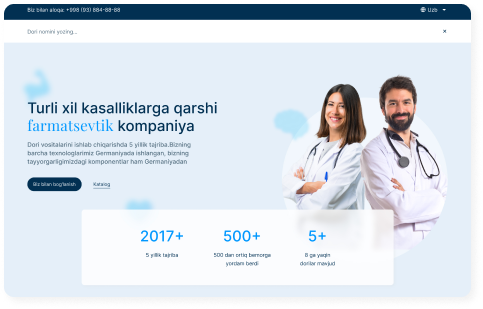 Biz bilan aloqa: +998 (93) 884-88-88
Uzb
Dori nomini yozing...
Turli xil kasalliklarga qarshi
farmatsevtik kompaniya
Dori vositalarini ishlab chiqarishda 5 yillik tajriba.Bizning
barcha texnologlarimiz Germaniyada ishlangan, bizning
tayyorgarligimizdagi komponentlar ham Germaniyadan
Biz bilan bog'lanish
Katalog
2017+ 500+ 5+
5 yillik tajriba 500 dan ortiq bemorga 6 ga yaqin
yordam berdi dorilar mavjud